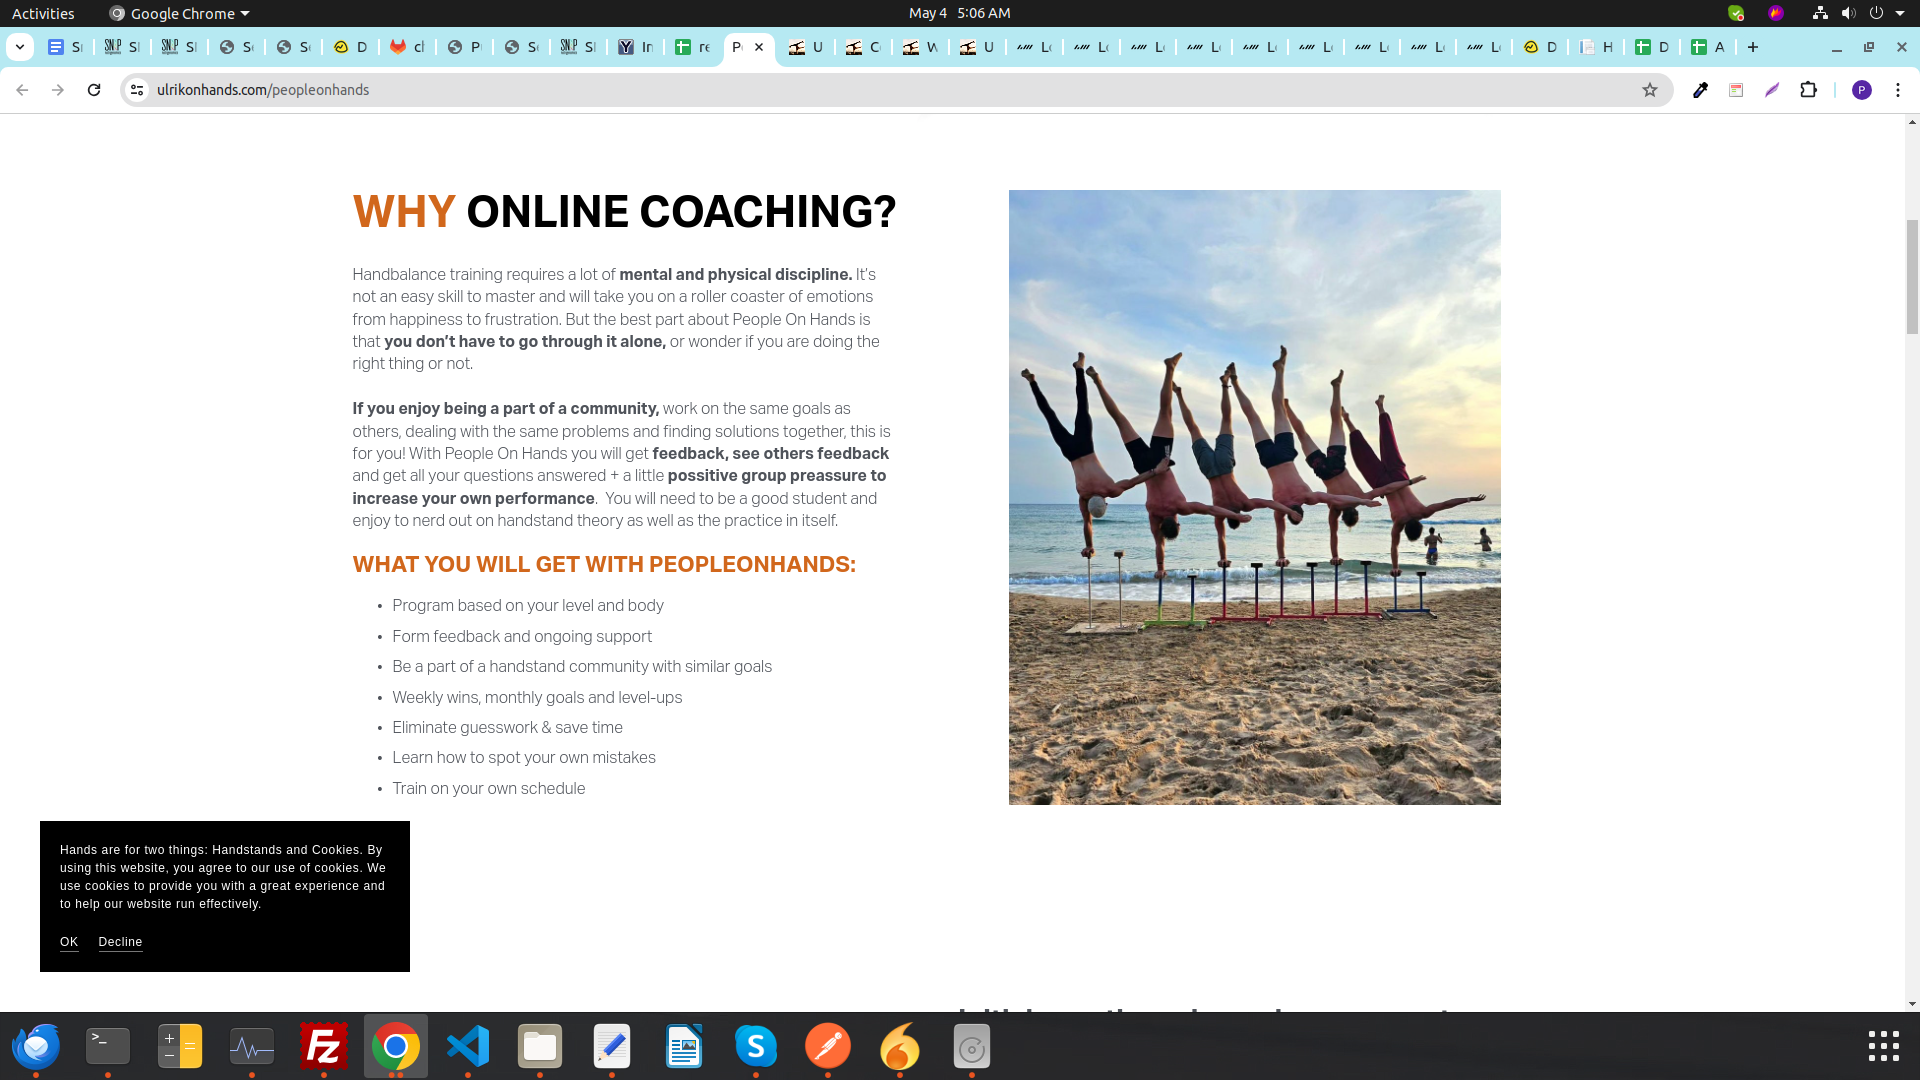 Activities
Google Chrome
May 4 5:06 AM
ulrikonhands.com/peopleonhands
P
WHY ONLINE COACHING?
Handbalance training requires a lot of mental and physical discipline. It's
not an easy skill to master and will take you on a roller coaster of emotions
from happiness to frustration. But the best part about People On Hands is
that you don't have to go through it alone, or wonder if you are doing the
right thing or not.
If you enjoy being a part of a community, work on the same goals as
others, dealing with the same problems and finding solutions together, this is
for you! With People On Hands you will get feedback, see others feedback
and get all your questions answered + a little possitive group preassure to
increase your own performance. You will need to be a good student and
enjoy to nerd out on handstand theory as well as the practice in itself.
WHAT YOU WILL GET WITH PEOPLEONHANDS:
• Program based on your level and body
• Form feedback and ongoing support
• Be a part of a handstand community with similar goals
• Weekly wins, monthly goals and level-ups
• Eliminate guesswork & save time
• Learn how to spot your own mistakes
• Train on your own schedule
Hands are for two things: Handstands and Cookies. By
using this website, you agree to our use of cookies. We
use cookies to provide you with a great experience and
to help our website run effectively.
OK Decline